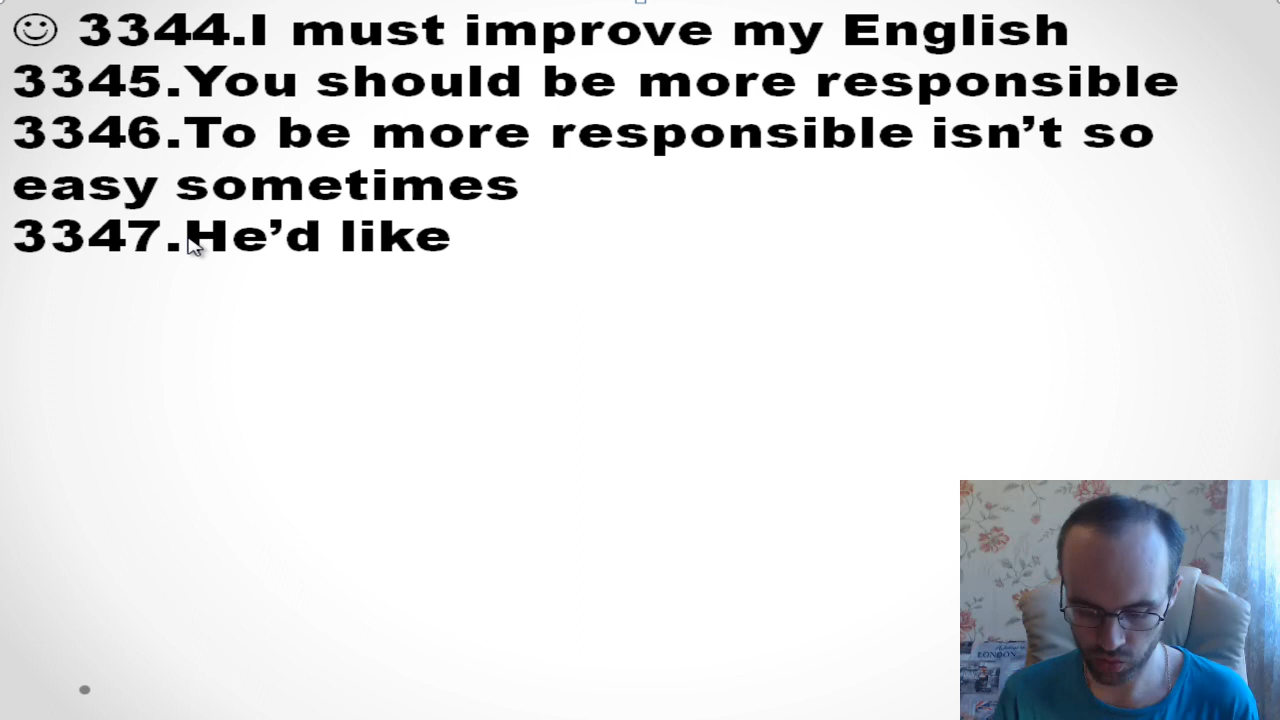 ☺ 3344.I must improve my English
3345.You should be more responsible
3346.To be more responsible isn’t so
easy sometimes
3347.He’d like
LONDON